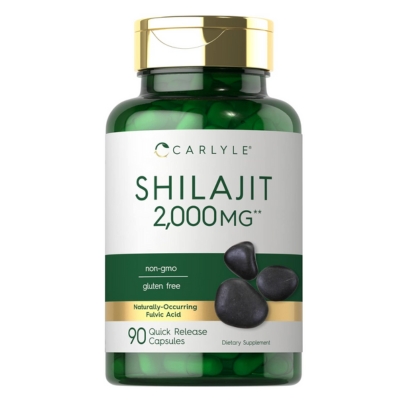 CARLYLE®
SHILAJIT
2,000MG**
non-gmo
gluten free
Naturally-Occurring
Fulvic Acid
90 Quick Release
Capsules
Dietary Supplement